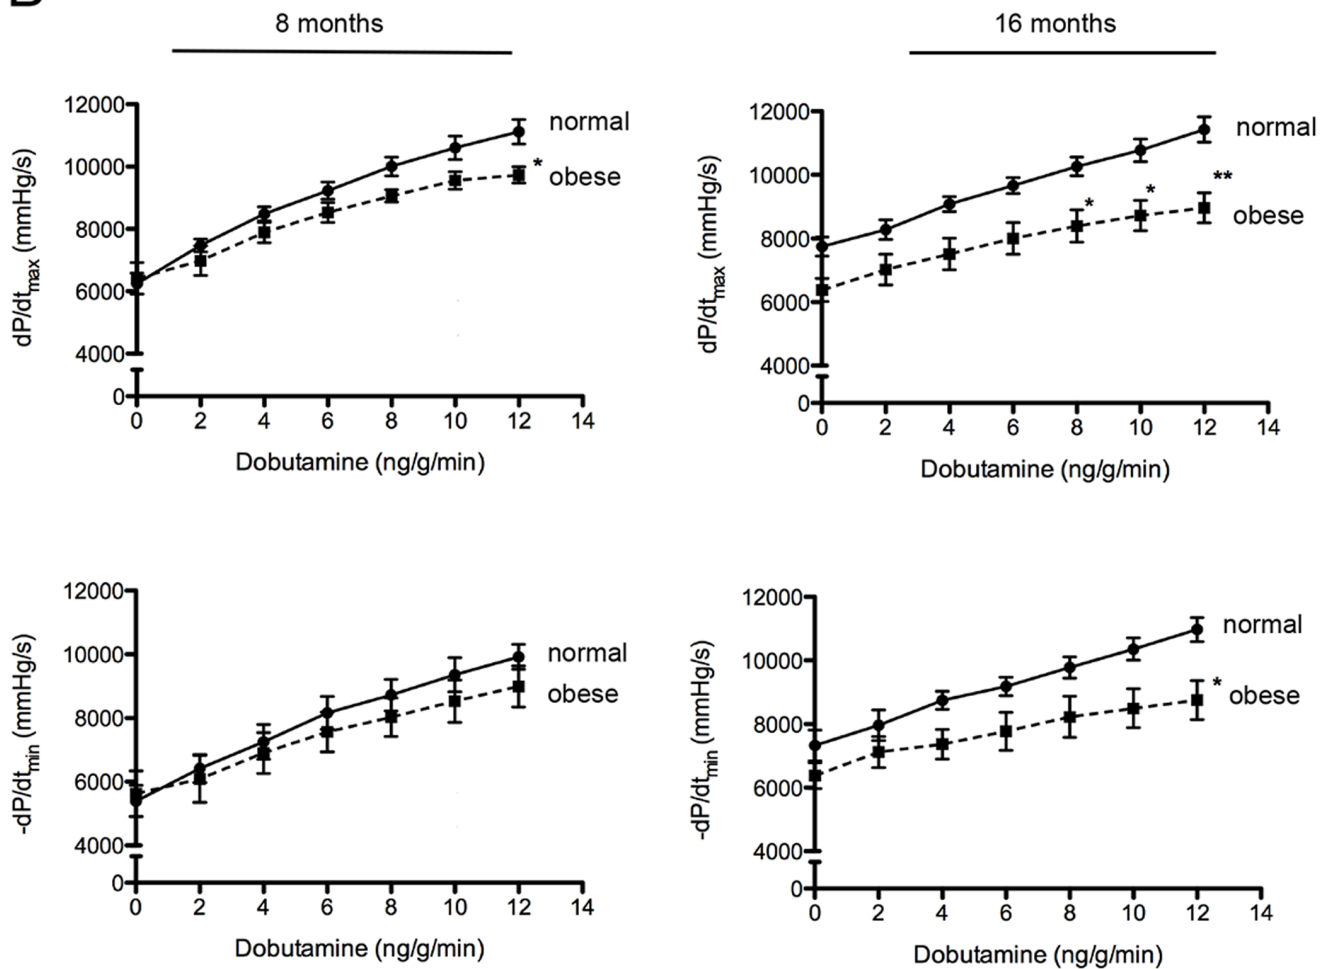 8 months
16 months
12000
10000
8000
6000
4000
0
dP/dtmax (mmHg/s)
normal
*
obese
0 2 4 6 8 10 12 14
Dobutamine (ng/g/min)
12000
10000
8000
6000
4000
0
dP/dtmax (mmHg/s)
normal
* * **
obese
0 2 4 6 8 10 12 14
Dobutamine (ng/g/min)
12000
10000
8000
6000
4000
0
-dP/dtmin (mmHg/s)
normal
obese
0 2 4 6 8 10 12 14
Dobutamine (ng/g/min)
12000
10000
8000
6000
4000
0
-dP/dtmin (mmHg/s)
normal
* obese
0 2 4 6 8 10 12 14
Dobutamine (ng/g/min)